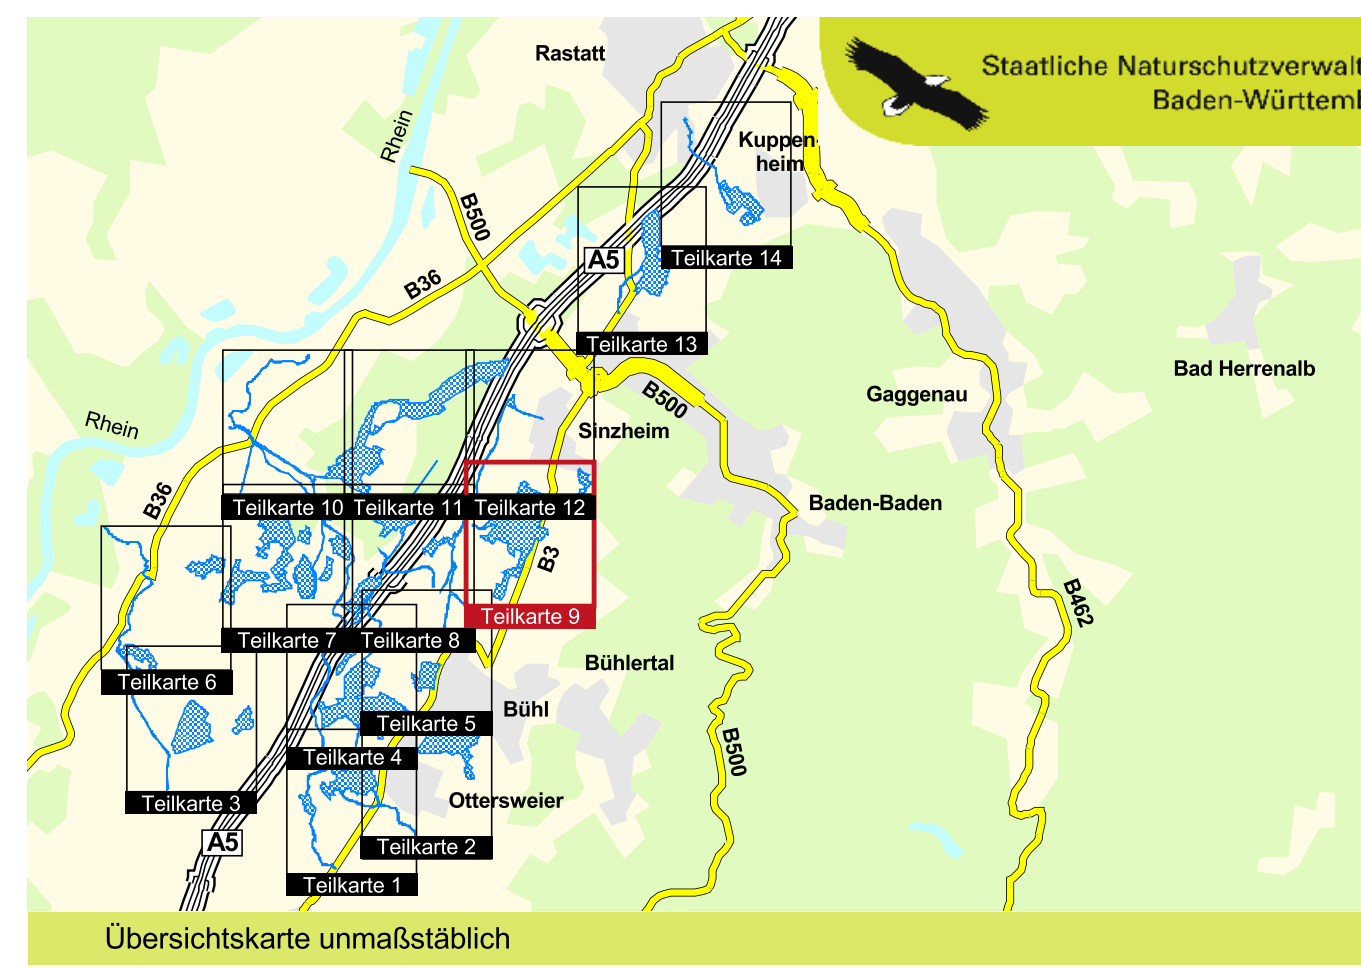 Staatliche Naturschutzverwalt
Baden-Württemb
Rastatt
Rhein
Kuppen-
heim
B500
A5
Teilkarte 14
B36
Teilkarte 13
Bad Herrenalb
Gaggenau
B500
Rhein
Sinzheim
B36
Teilkarte 10
Teilkarte 11
Teilkarte 12
Baden-Baden
B3
B462
Teilkarte 9
Teilkarte 7
Teilkarte 8
Bühlertal
Teilkarte 6
Bühl
Teilkarte 5
B500
Teilkarte 4
Ottersweier
Teilkarte 3
A5
Teilkarte 2
Teilkarte 1
Übersichtskarte unmaßstäblich